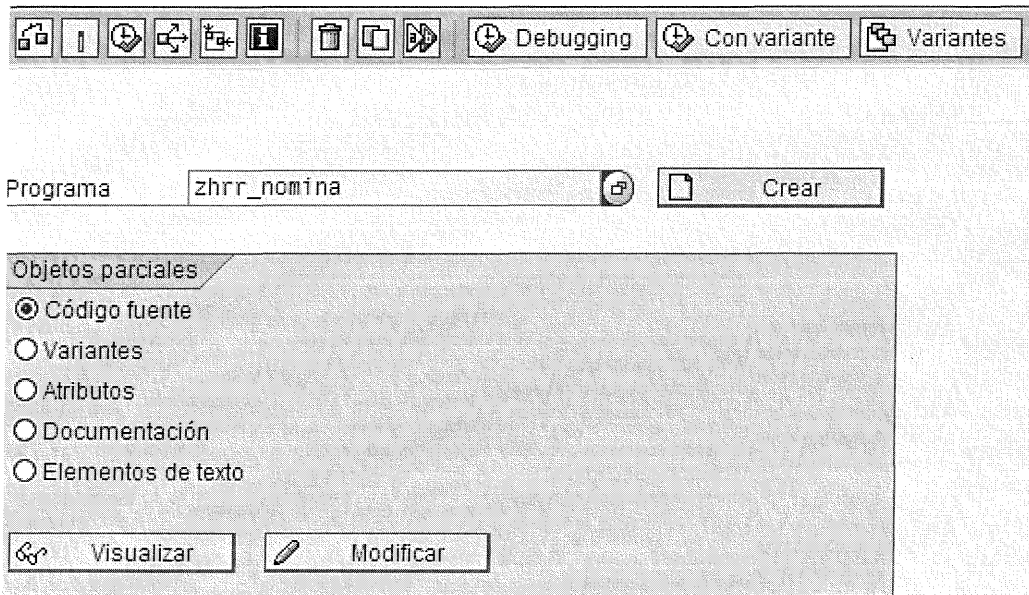 Debugging Con variante Variantes
Programa zhrr_nomina Crear
Objetos parciales
Código fuente
Variantes
Atributos
Documentación
Elementos de texto
Visualizar Modificar